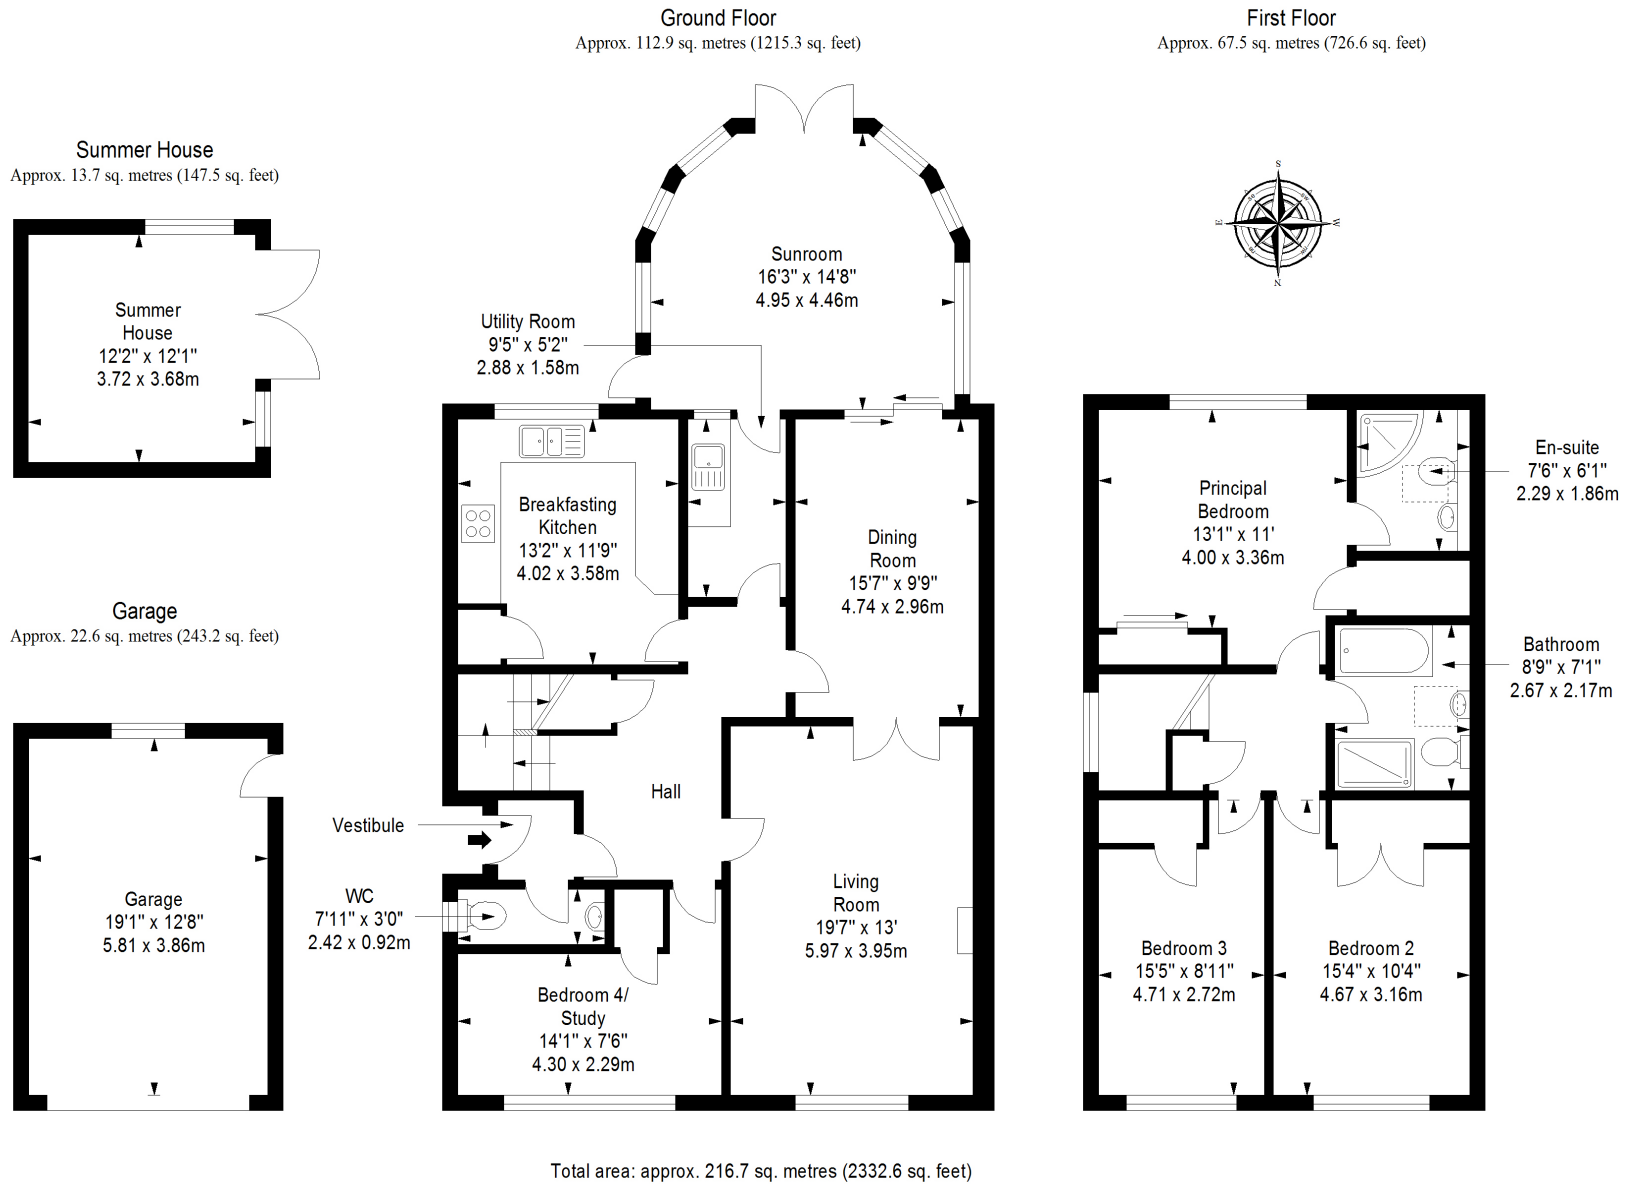 Ground Floor
Approx. 112.9 sq. metres (1215.3 sq. feet)
First Floor
Approx. 67.5 sq. metres (726.6 sq. feet)
Summer House
Approx. 13.7 sq. metres (147.5 sq. feet)
Summer
House
12'2" x 12'1"
3.72 x 3.68m
Garage
Approx. 22.6 sq. metres (243.2 sq. feet)
Garage
19'1" x 12'8"
5.81 x 3.86m
Sunroom
16'3" x 14'8"
4.95 x 4.46m
Utility Room
9'5" x 5'2"
2.88 x 1.58m
Breakfasting
Kitchen
13'2" x 11'9"
4.02 x 3.58m
Dining
Room
15'7" x 9'9"
4.74 x 2.96m
Hall
Vestibule
WC
7'11" x 3'0"
2.42 x 0.92m
Living
Room
19'7" x 13'
5.97 x 3.95m
Bedroom 4/
Study
14'1" x 7'6"
4.30 x 2.29m
S
E
W
N
Principal
Bedroom
13'1" x 11'
4.00 x 3.36m
En-suite
7'6" x 6'1"
2.29 x 1.86m
Bathroom
8'9" x 7'1"
2.67 x 2.17m
Bedroom 3
15'5" x 8'11"
4.71 x 2.72m
Bedroom 2
15'4" x 10'4"
4.67 x 3.16m
Total area: approx. 216.7 sq. metres (2332.6 sq. feet)